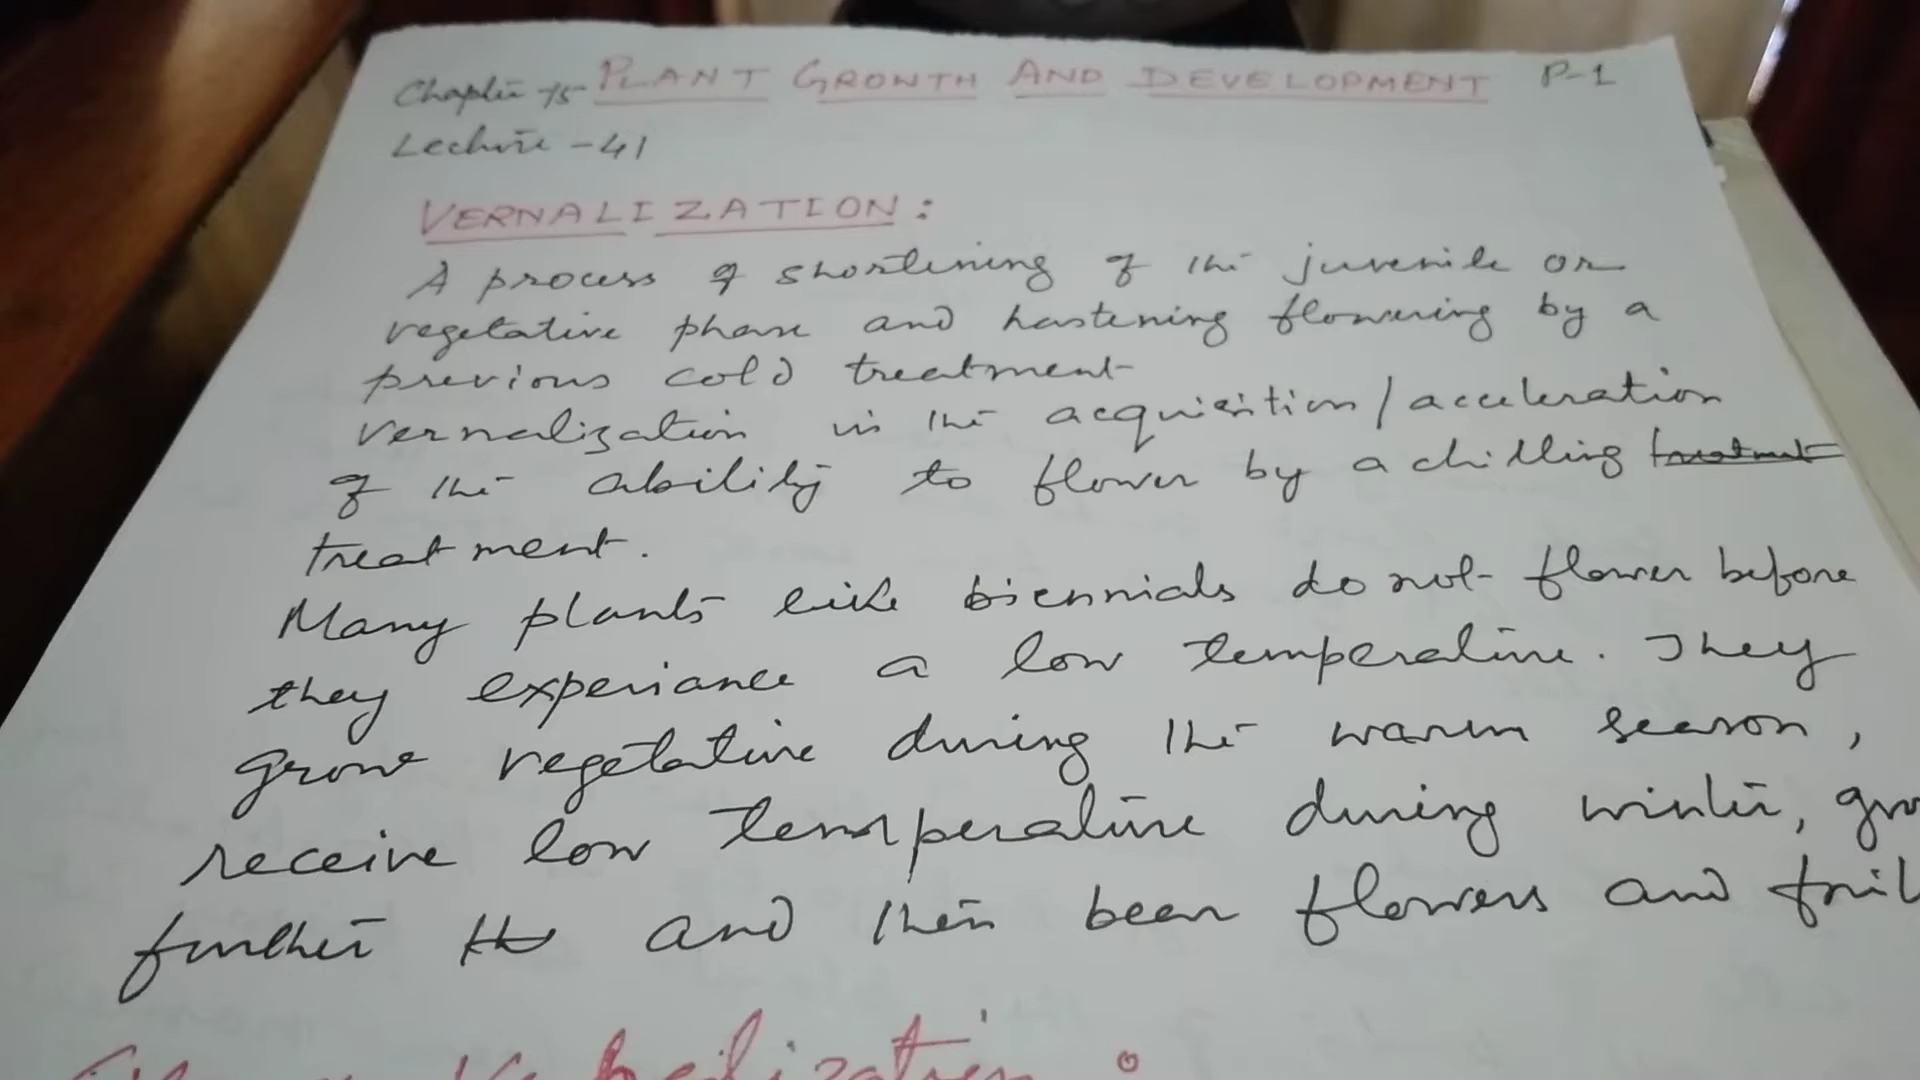 Chapter 15- PLANT GROWTH AND DEVELOPMENT P-1
Lecture -41
VERNALIZATION:
A process of shortening of the juvenile or
vegetative phase and hastening flowering by a
previous cold treatment
vernalization is the acquisition/acceleration
of the ability to flower by a chilling treatment
treatment.
Many plants like biennials do not flower before
they experiance a low temperature. They
grow vegetative during the warm season,
receive low temperature during winter, gro
further and then bear flowers and fruit